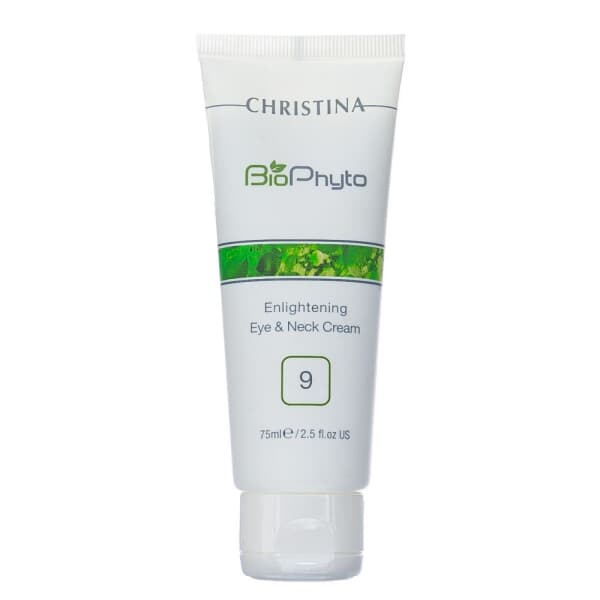 CHRISTINA
BioPhyto
Enlightening
Eye & Neck Cream
9
75ml℮/2.5 fl.oz US